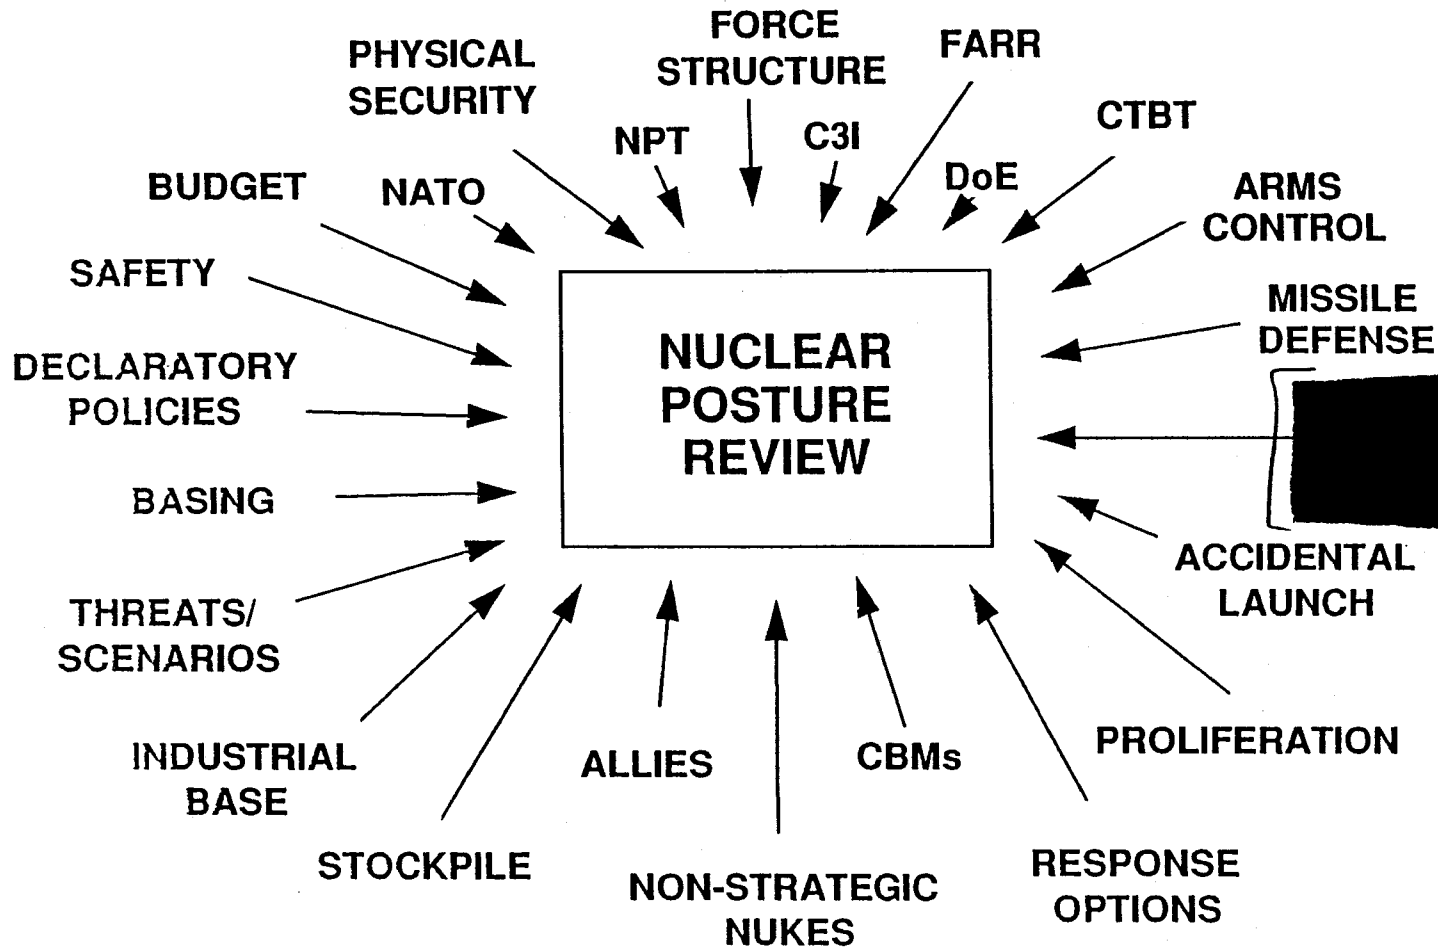 FORCE
STRUCTURE
FARR
PHYSICAL
SECURITY
NPT
C3I
CTBT
BUDGET
NATO
DoE
ARMS
CONTROL
SAFETY
MISSILE
DEFENSE
DECLARATORY
POLICIES
NUCLEAR
POSTURE
REVIEW
BASING
ACCIDENTAL
LAUNCH
THREATS/
SCENARIOS
INDUSTRIAL
BASE
ALLIES
CBMs
PROLIFERATION
STOCKPILE
NON-STRATEGIC
NUKES
RESPONSE
OPTIONS